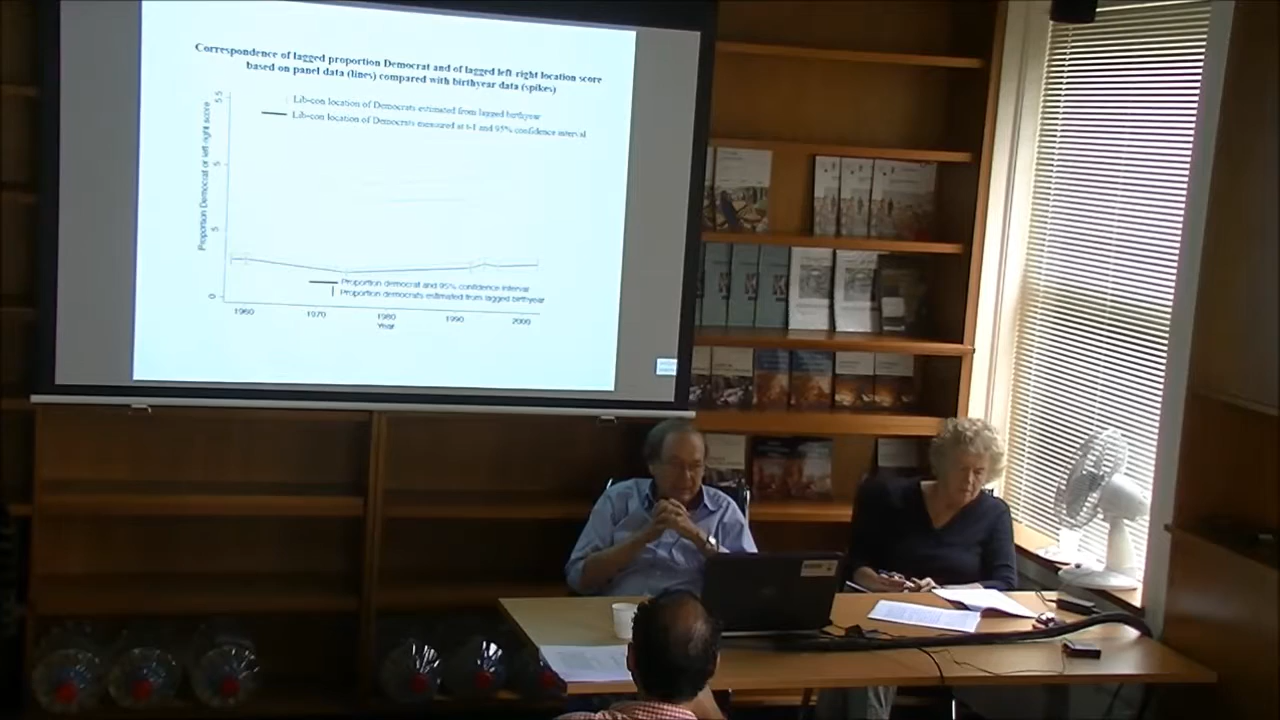 Correspondence of lagged proportion Democrat and of lagged left-right location score
based on panel data (lines) compared with birthyear data (spikes)
Lib-con location of Democrats estimated from lagged birthyear
Lib-con location of Democrats measured at t-1 and 95% confidence interval
Proportion Democrat or left-right score
5.5
5
.5
0
Proportion democrat and 95% confidence interval
Proportion democrats estimated from lagged birthyear
1960 1970 1980 1990 2000
Year